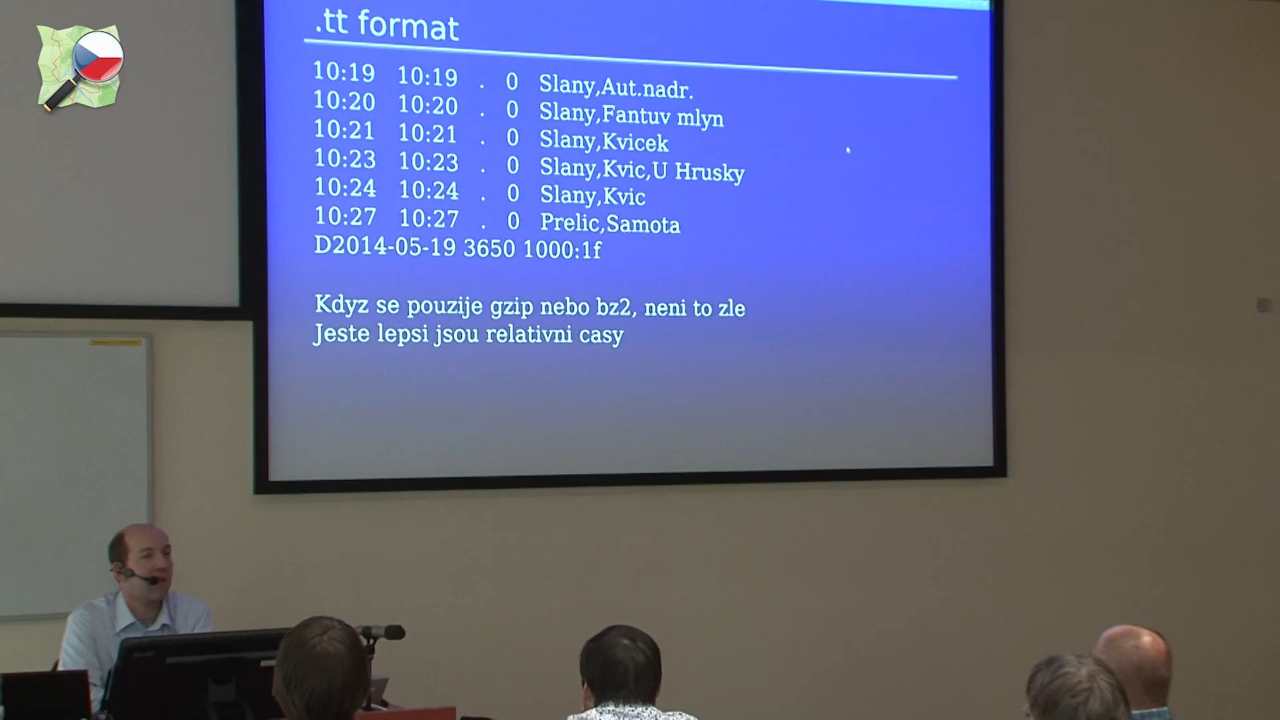 .tt format
10:19 10:19 . 0 Slany,Aut.nadr.
10:20 10:20 . 0 Slany,Fantuv mlyn
10:21 10:21 . 0 Slany,Kvicek
10:23 10:23 . 0 Slany,Kvic,U Hrusky
10:24 10:24 . 0 Slany,Kvic
10:27 10:27 . 0 Prelic,Samota
D2014-05-19 3650 1000:1f
Kdyz se pouzije gzip nebo bz2, neni to zle
Jeste lepsi jsou relativni casy